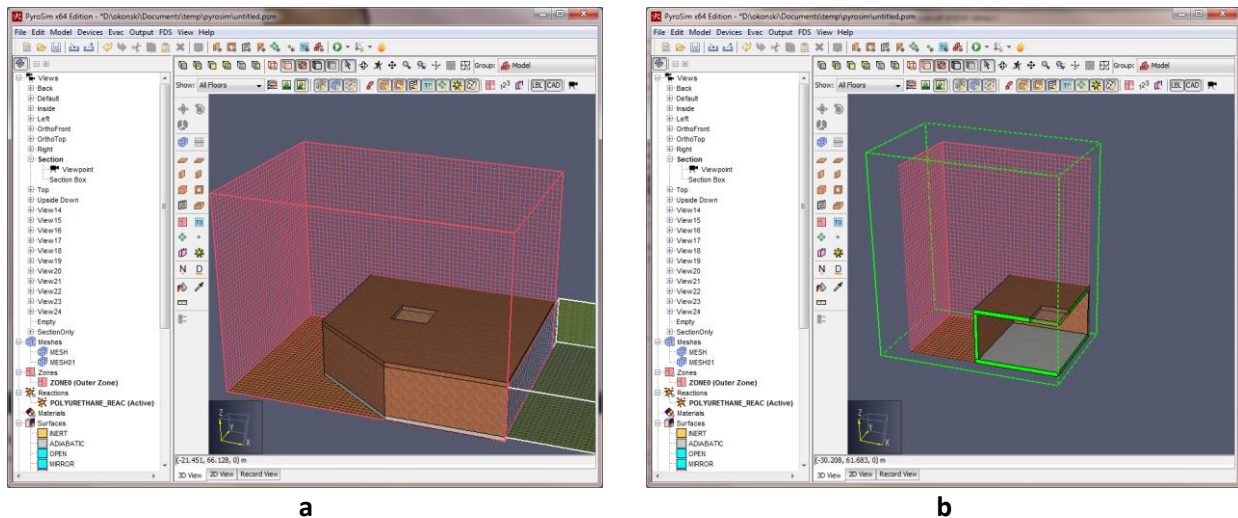 PyroSim x64 Edition - *D\okonski\Documents\temp\pyrosim\untitled.psm
File Edit Model Devices Evac Output FDS View Help
Group: Model
Show: All Floors
LBL CAD
Views
Back
Default
Inside
Left
OrthoFront
OrthoTop
Right
Section
Viewpoint
Section Box
Top
Upside Down
View14
View15
View16
View17
View18
View19
View20
View21
View22
View23
View24
Empty
SectionOnly
Meshes
MESH
MESH01
Zones
ZONE0 (Outer Zone)
Reactions
POLYURETHANE_REAC (Active)
Materials
Surfaces
INERT
ADIABATIC
OPEN
MIRROR
N D
Z
Y
X
(-21.451, 66.128, 0) m
3D View 2D View Record View
a
PyroSim x64 Edition - *D\okonski\Documents\temp\pyrosim\untitled.psm
File Edit Model Devices Evac Output FDS View Help
Group: Model
Show: All Floors
LBL CAD
Views
Back
Default
Inside
Left
OrthoFront
OrthoTop
Right
Section
Viewpoint
Section Box
Top
Upside Down
View14
View15
View16
View17
View18
View19
View20
View21
View22
View23
View24
Empty
SectionOnly
Meshes
MESH
MESH01
Zones
ZONE0 (Outer Zone)
Reactions
POLYURETHANE_REAC (Active)
Materials
Surfaces
INERT
ADIABATIC
OPEN
MIRROR
N D
Z
Y
X
(-30.208, 61.683, 0) m
3D View 2D View Record View
b